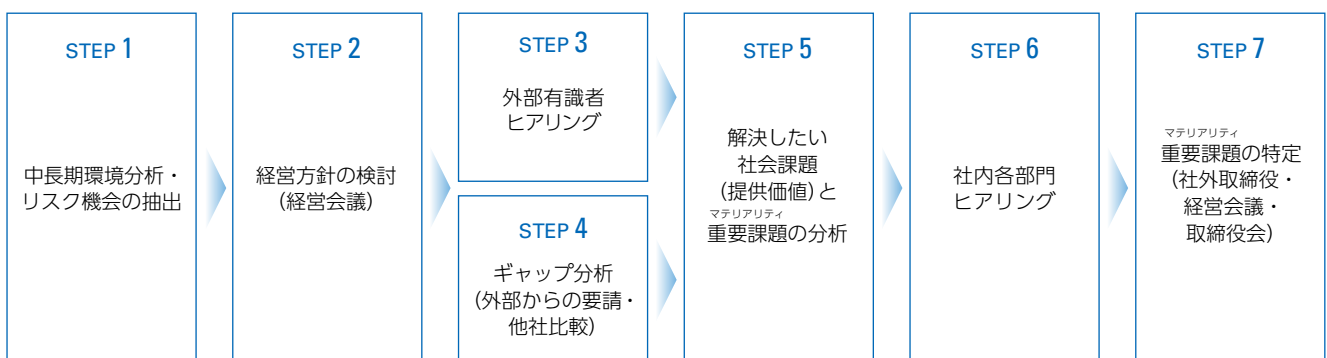 STEP 1
中長期環境分析・
リスク機会の抽出
STEP 2
経営方針の検討
(経営会議)
STEP 3
外部有識者
ヒアリング
STEP 4
ギャップ分析
(外部からの要請・
他社比較)
STEP 5
解決したい
社会課題
(提供価値)と
マテリアリティ
重要課題の分析
STEP 6
社内各部門
ヒアリング
STEP 7
マテリアリティ
重要課題の特定
(社外取締役・
経営会議・
取締役会)